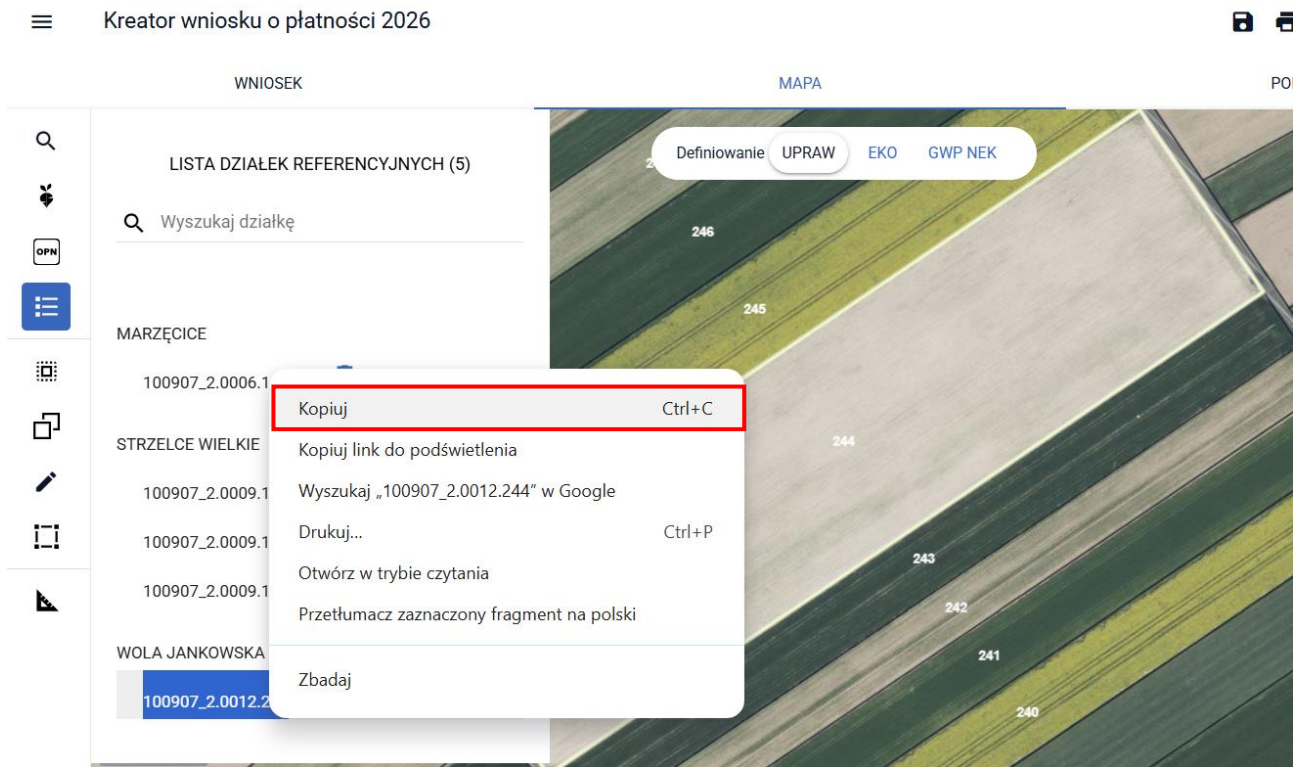 Kreator wniosku o płatności 2026
WNIOSEK
MAPA
LISTA DZIAŁEK REFERENCYJNYCH (5)
Definiowanie UPRAW EKO GWP NEK
Wyszukaj działkę
OPN
246
245
MARZĘCICE
100907_2.0006.1
Kopiuj Ctrl+C
STRZELCE WIELKIE
Kopiuj link do podświetlenia
244
100907_2.0009.1
Wyszukaj „100907_2.0012.244” w Google
100907_2.0009.1
Drukuj... Ctrl+P
243
Otwórz w trybie czytania
100907_2.0009.1
Przetłumacz zaznaczony fragment na polski
242
WOLA JANKOWSKA
241
Zbadaj
100907_2.0012.2
240